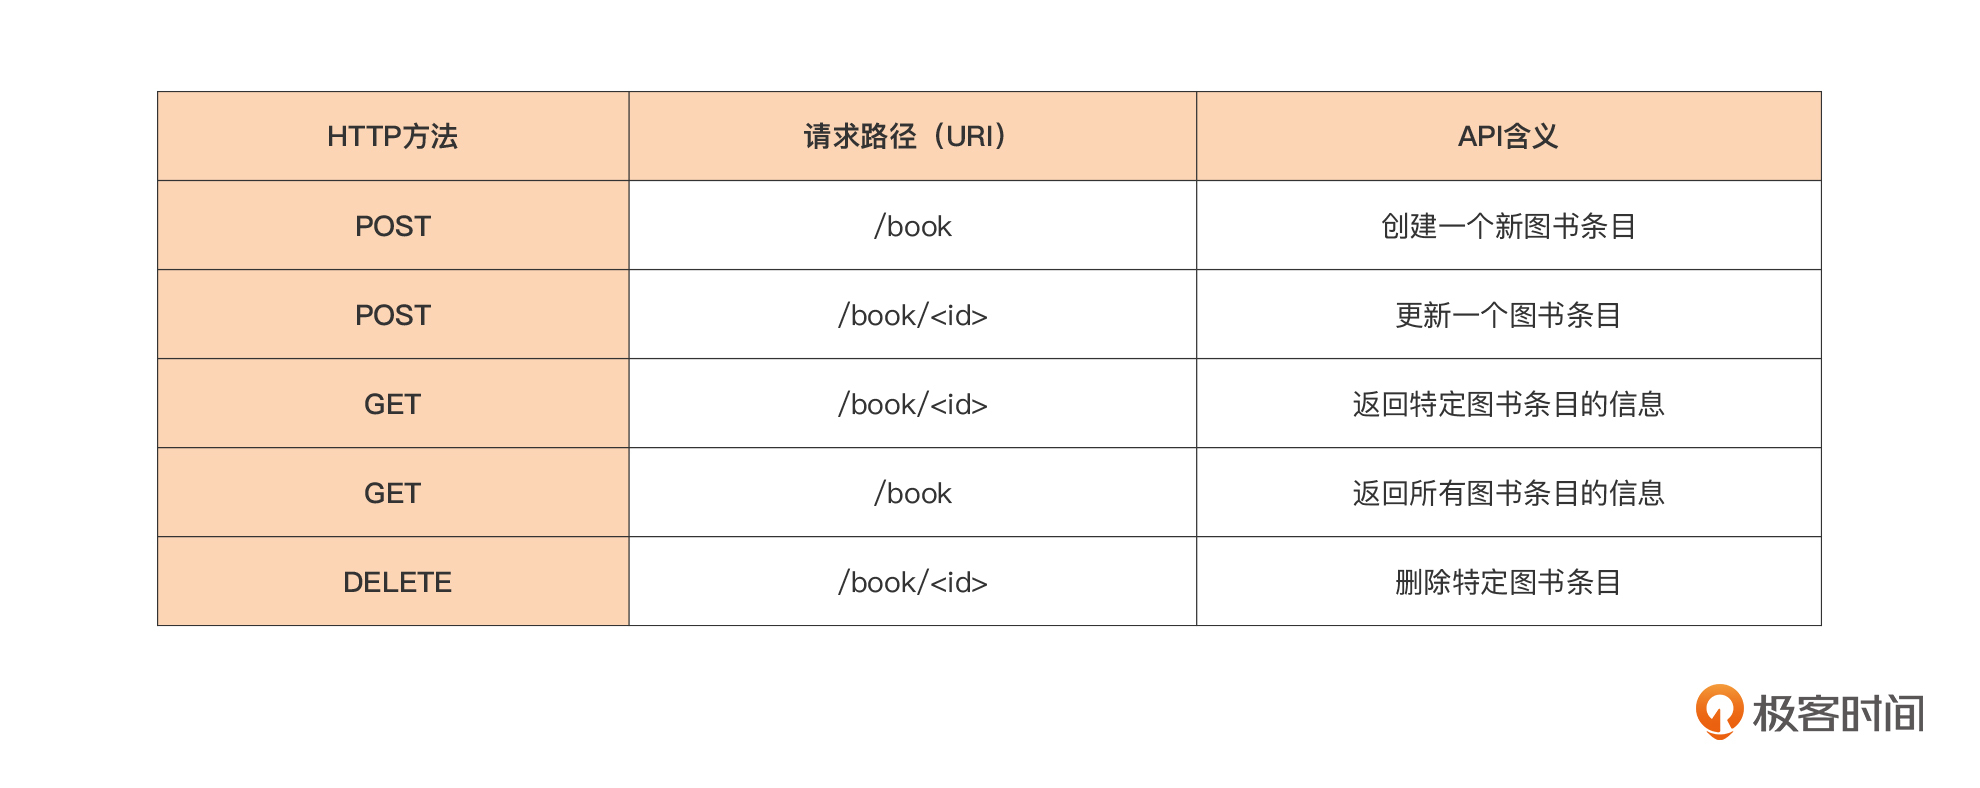 HTTP方法 请求路径（URI） API含义
POST /book 创建一个新图书条目
POST /book/<id> 更新一个图书条目
GET /book/<id> 返回特定图书条目的信息
GET /book 返回所有图书条目的信息
DELETE /book/<id> 删除特定图书条目
极客时间